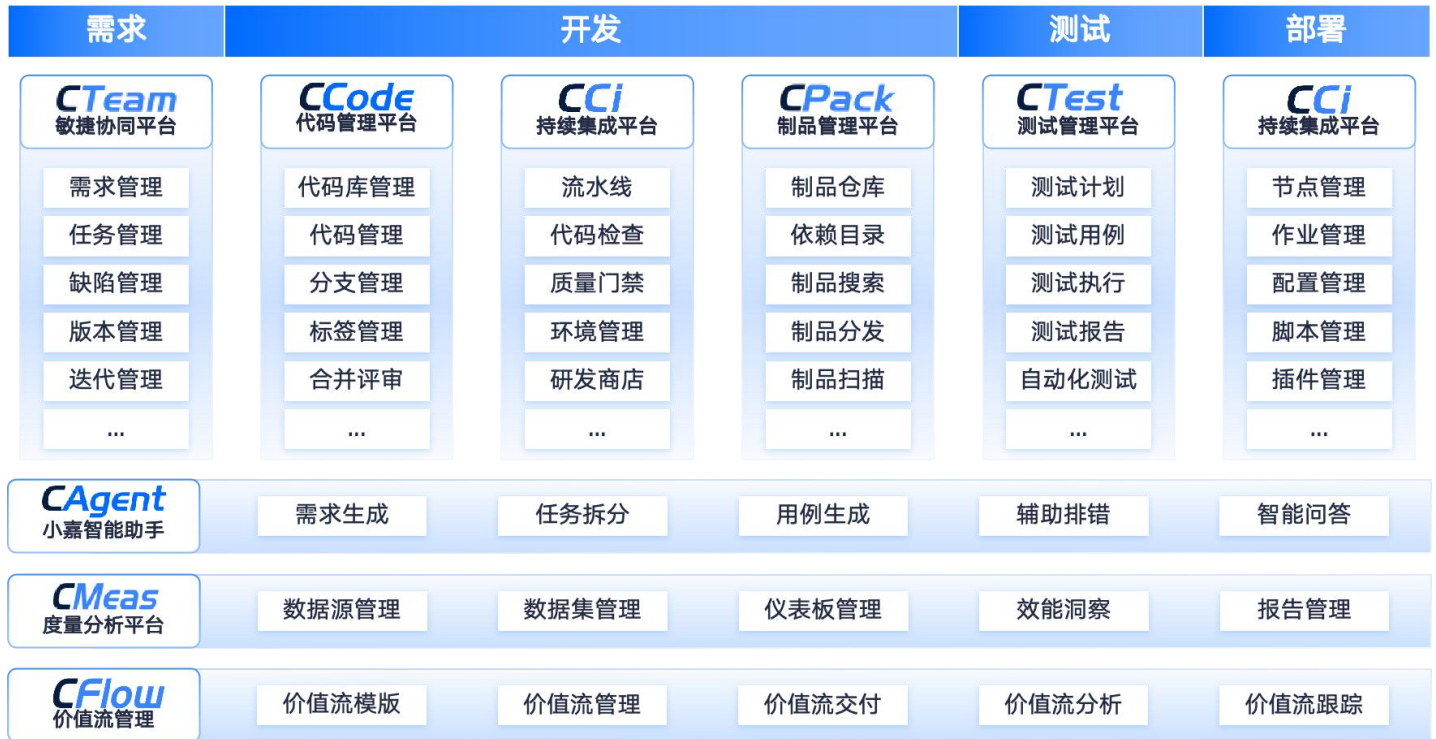 需求
开发
测试
部署
CTeam
敏捷协同平台
需求管理
任务管理
缺陷管理
版本管理
迭代管理
...
CCode
代码管理平台
代码库管理
代码管理
分支管理
标签管理
合并评审
...
CCi
持续集成平台
流水线
代码检查
质量门禁
环境管理
研发商店
...
CPack
制品管理平台
制品仓库
依赖目录
制品搜索
制品分发
制品扫描
...
CTest
测试管理平台
测试计划
测试用例
测试执行
测试报告
自动化测试
...
CCi
持续集成平台
节点管理
作业管理
配置管理
脚本管理
插件管理
...
CAgent
小嘉智能助手
需求生成
任务拆分
用例生成
辅助排错
智能问答
CMeas
度量分析平台
数据源管理
数据集管理
仪表板管理
效能洞察
报告管理
CFlow
价值流管理
价值流模版
价值流管理
价值流交付
价值流分析
价值流跟踪